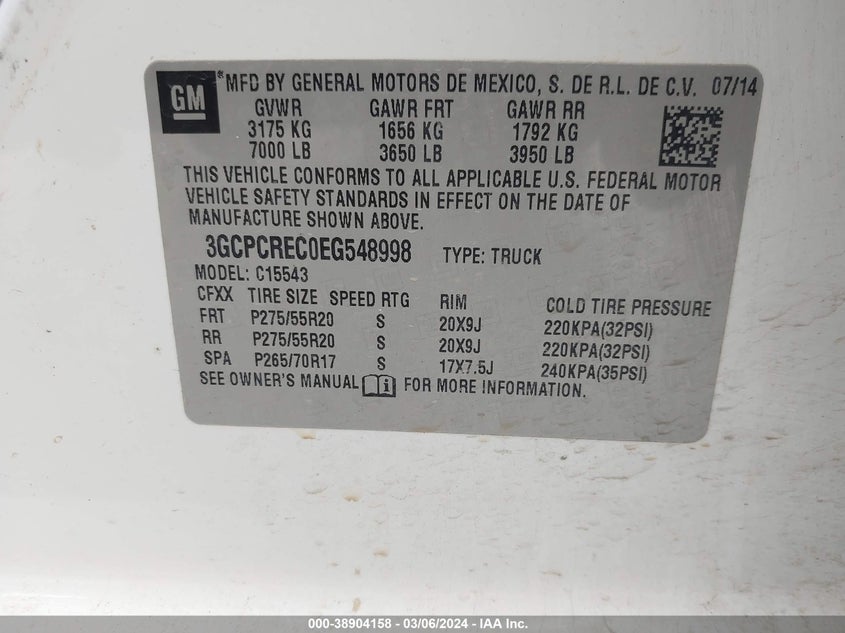 GM ® MFD BY GENERAL MOTORS DE MEXICO, S. DE R.L. DE C.V. 07/14
GVWR GAWR FRT GAWR RR
3175 KG 1656 KG 1792 KG
7000 LB 3650 LB 3950 LB
THIS VEHICLE CONFORMS TO ALL APPLICABLE U.S. FEDERAL MOTOR
VEHICLE SAFETY STANDARDS IN EFFECT ON THE DATE OF
MANUFACTURE SHOWN ABOVE.
3GCPCREC0EG548998 TYPE: TRUCK
MODEL: C15543
CFXX TIRE SIZE SPEED RTG RIM COLD TIRE PRESSURE
FRT P275/55R20 S 20X9J 220KPA(32PSI)
RR P275/55R20 S 20X9J 220KPA(32PSI)
SPA P265/70R17 S 17X7.5J 240KPA(35PSI)
SEE OWNER'S MANUAL i FOR MORE INFORMATION.
000-38904158 - 03/06/2024 - IAA Inc.